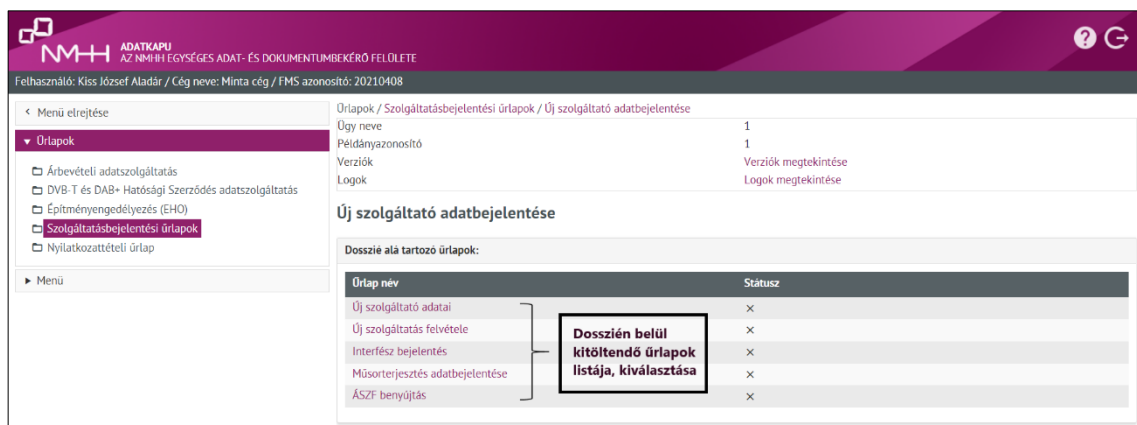 NMHH
ADATKAPU
AZ NMHH EGYSÉGES ADAT- ÉS DOKUMENTUMBEKÉRŐ FELÜLETE
Felhasználó: Kiss József Aladár / Cég neve: Minta cég / FMS azonosító: 20210408
Menü elrejtése
Űrlapok
Árbevételi adatszolgáltatás
DVB-T és DAB+ Hatósági Szerződés adatszolgáltatás
Építményengedélyezés (EHO)
Szolgáltatásbejelentési űrlapok
Nyilatkozattételi űrlap
Menü
Űrlapok / Szolgáltatásbejelentési űrlapok / Új szolgáltató adatbejelentése
Ügy neve 1
Példányazonosító 1
Verziók Verziók megtekintése
Logok Logok megtekintése
Új szolgáltató adatbejelentése
Dosszié alá tartozó űrlapok:
Űrlap név Státusz
Új szolgáltató adatai ×
Új szolgáltatás felvétele ×
Interfész bejelentés ×
Műsorterjesztés adatbejelentése ×
ÁSZF benyújtás ×
Dosszién belül
kitöltendő űrlapok
listája, kiválasztása